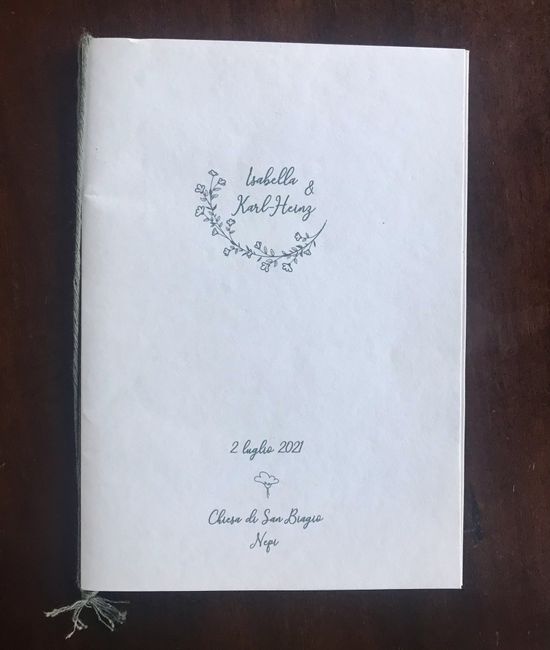 Isabella &
Karl-Heinz
2 luglio 2021
Chiesa di San Biagio
Nepi